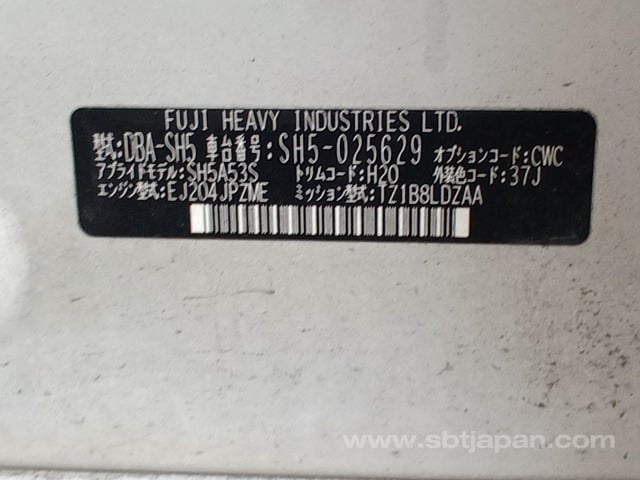 FUJI HEAVY INDUSTRIES LTD.
型式:DBA-SH5 車台番号:SH5-025629 オプションコード:CWC
アプライドモデル:SH5A53S トリムコード:H20 外装色コード:37J
エンジン型式:EJ204JPZME ミッション型式:TZ1B8LDZAA
www.sbtjapan.com